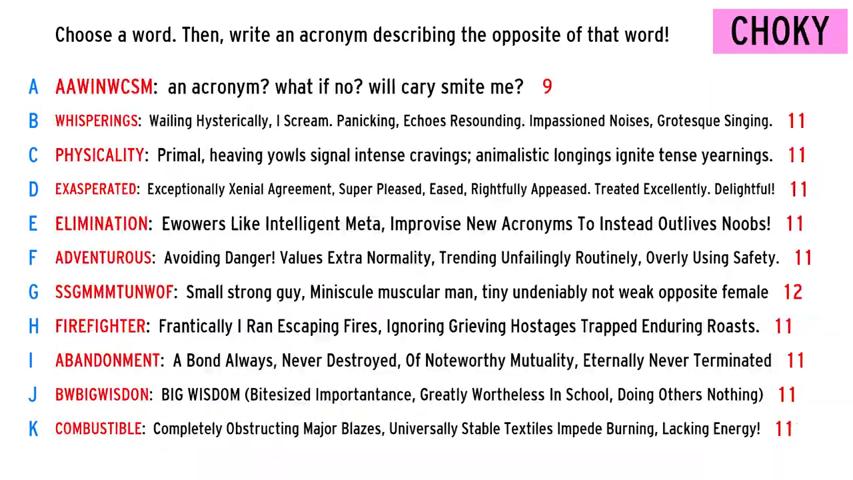 Choose a word. Then, write an acronym describing the opposite of that word!
CHOKY
A AAWINWCSM: an acronym? what if no? will cary smite me? 9
B WHISPERINGS: Wailing Hysterically, I Scream. Panicking, Echoes Resounding. Impassioned Noises, Grotesque Singing. 11
C PHYSICALITY: Primal, heaving yowls signal intense cravings; animalistic longings ignite tense yearnings. 11
D EXASPERATED: Exceptionally Xenial Agreement, Super Pleased, Eased, Rightfully Appeased. Treated Excellently. Delightful! 11
E ELIMINATION: Ewowers Like Intelligent Meta, Improvise New Acronyms To Instead Outlives Noobs! 11
F ADVENTUROUS: Avoiding Danger! Values Extra Normality, Trending Unfailingly Routinely, Overly Using Safety. 11
G SSGMMMTUNWOF: Small strong guy, Miniscule muscular man, tiny undeniably not weak opposite female 12
H FIREFIGHTER: Frantically I Ran Escaping Fires, Ignoring Grieving Hostages Trapped Enduring Roasts. 11
I ABANDONMENT: A Bond Always, Never Destroyed, Of Noteworthy Mutuality, Eternally Never Terminated 11
J BWBIGWISDON: BIG WISDOM (Bitesized Importantance, Greatly Wortheless In School, Doing Others Nothing) 11
K COMBUSTIBLE: Completely Obstructing Major Blazes, Universally Stable Textiles Impede Burning, Lacking Energy! 11